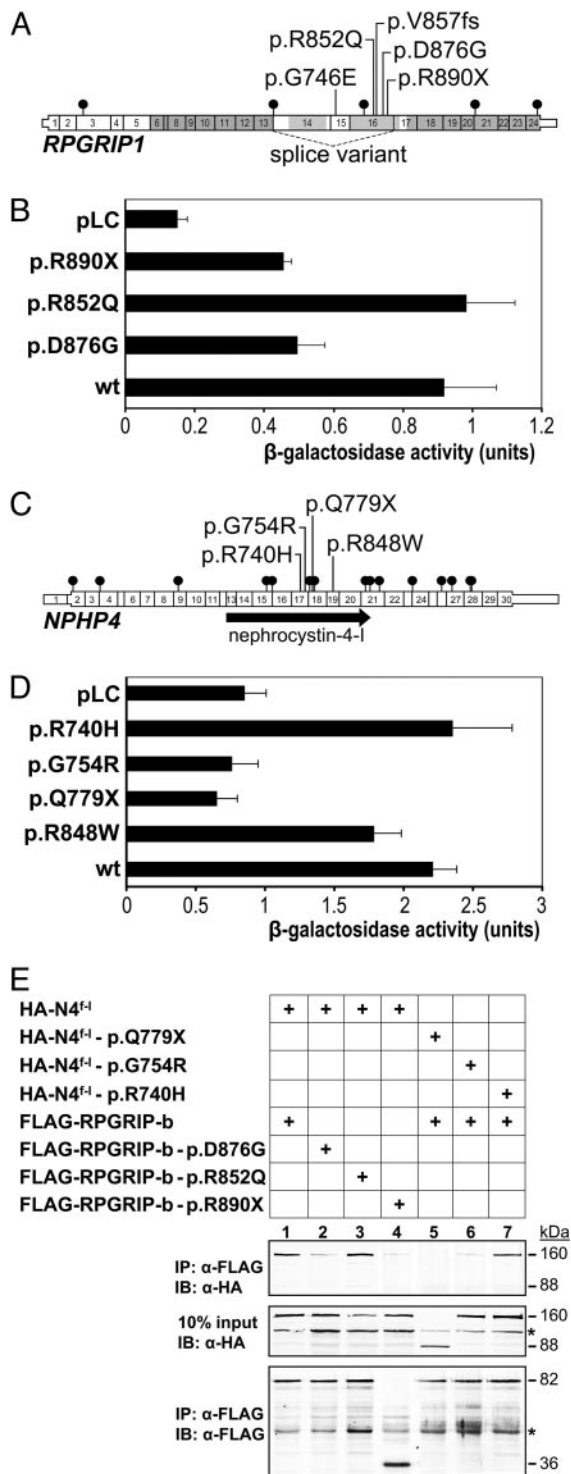 A
p.V857fs
p.R852Q
p.D876G
p.G746E
p.R890X
1 2 3 4 5 6 8 9 10 11 12 13 14 15 16 17 18 19 20 21 22 23 24
RPGRIP1
splice variant
B
pLC
p.R890X
p.R852Q
p.D876G
wt
0 0.2 0.4 0.6 0.8 1 1.2
β-galactosidase activity (units)
C
p.Q779X
p.G754R
p.R740H
p.R848W
1 2 3 4 6 7 8 9 10 11 13 14 15 16 17 18 19 20 21 22 24 27 28 29 30
NPHP4
nephrocystin-4-I
D
pLC
p.R740H
p.G754R
p.Q779X
p.R848W
wt
0 0.5 1 1.5 2 2.5 3
β-galactosidase activity (units)
E
HA-N4f-l + + + +
HA-N4f-l - p.Q779X +
HA-N4f-l - p.G754R +
HA-N4f-l - p.R740H +
FLAG-RPGRIP-b + + + +
FLAG-RPGRIP-b - p.D876G +
FLAG-RPGRIP-b - p.R852Q +
FLAG-RPGRIP-b - p.R890X +
1 2 3 4 5 6 7 kDa
IP: α-FLAG
IB: α-HA
160
88
10% input
IB: α-HA
160
*
88
IP: α-FLAG
IB: α-FLAG
82
*
36